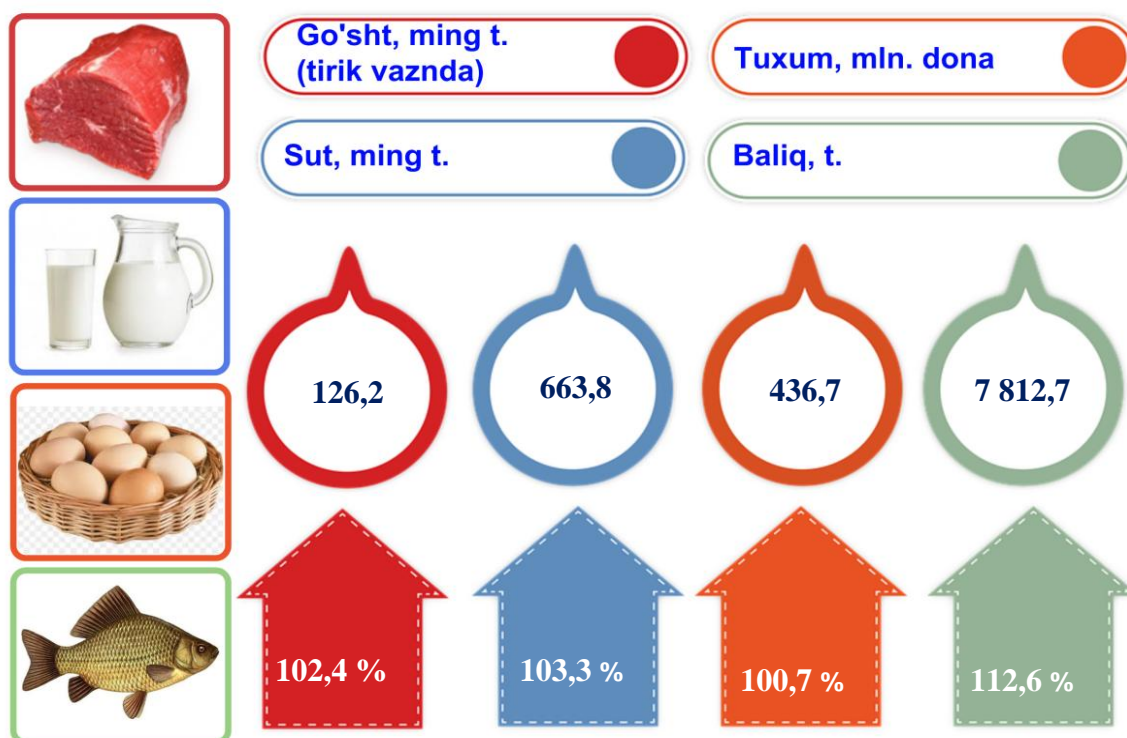 Go'sht, ming t.
(tirik vaznda)
Tuxum, mln. dona
Sut, ming t.
Baliq, t.
126,2
663,8
436,7
7 812,7
102,4 %
103,3 %
100,7 %
112,6 %